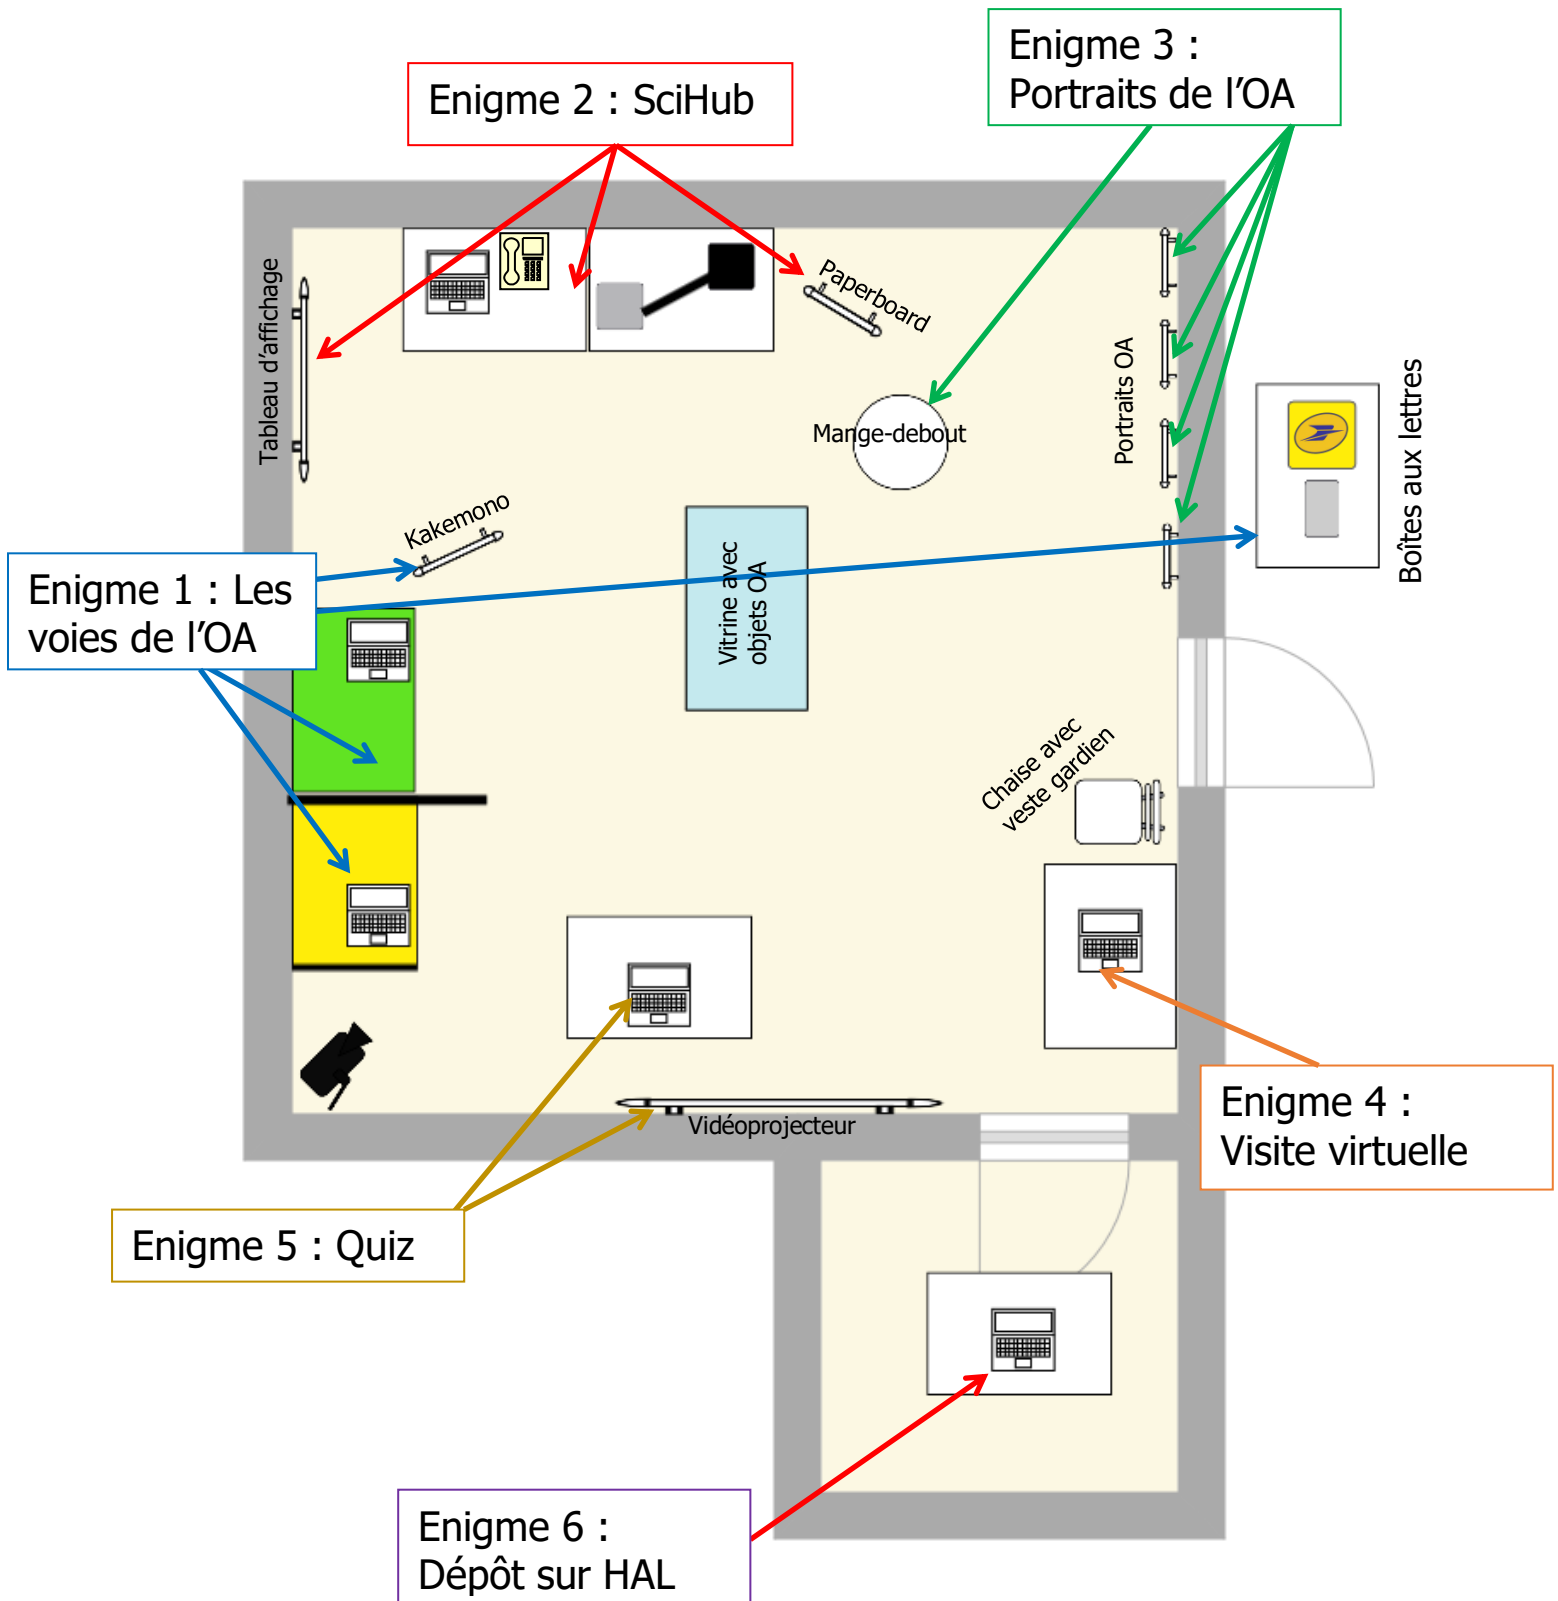 Enigme 3 :
Portraits de l’OA
Enigme 2 : SciHub
Tableau d’affichage
Paperboard
Portraits OA
Mange-debout
Boîtes aux lettres
Kakemono
Enigme 1 : Les
voies de l’OA
Vitrine avec
objets OA
Chaise avec
veste gardien
Vidéoprojecteur
Enigme 4 :
Visite virtuelle
Enigme 5 : Quiz
Enigme 6 :
Dépôt sur HAL